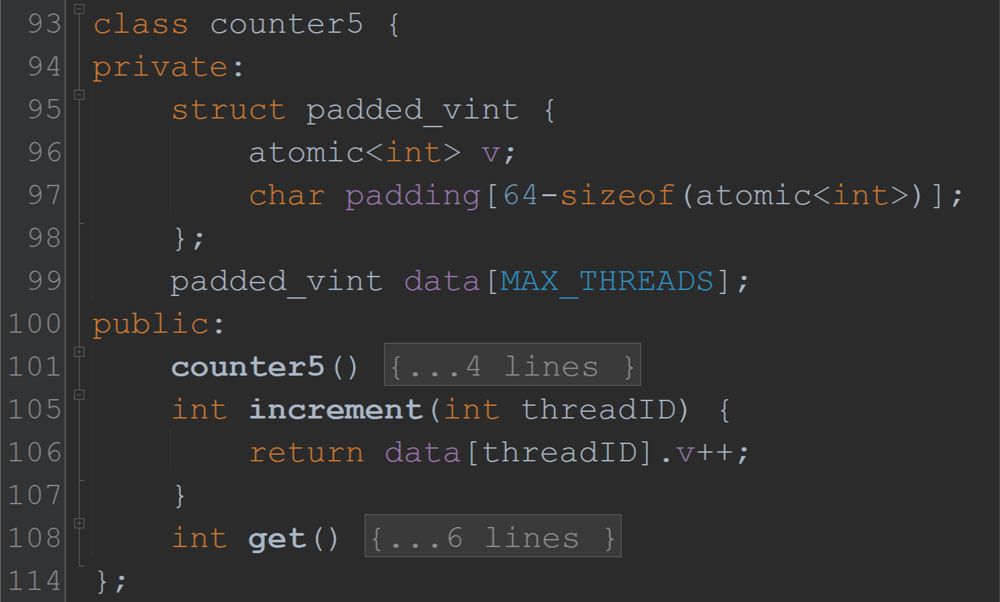 93 class counter5 {
94 private:
95     struct padded_vint {
96         atomic<int> v;
97         char padding[64-sizeof(atomic<int>)];
98     };
99     padded_vint data[MAX_THREADS];
100 public:
101     counter5() {...4 lines }
105     int increment(int threadID) {
106         return data[threadID].v++;
107     }
108     int get() {...6 lines }
114 };